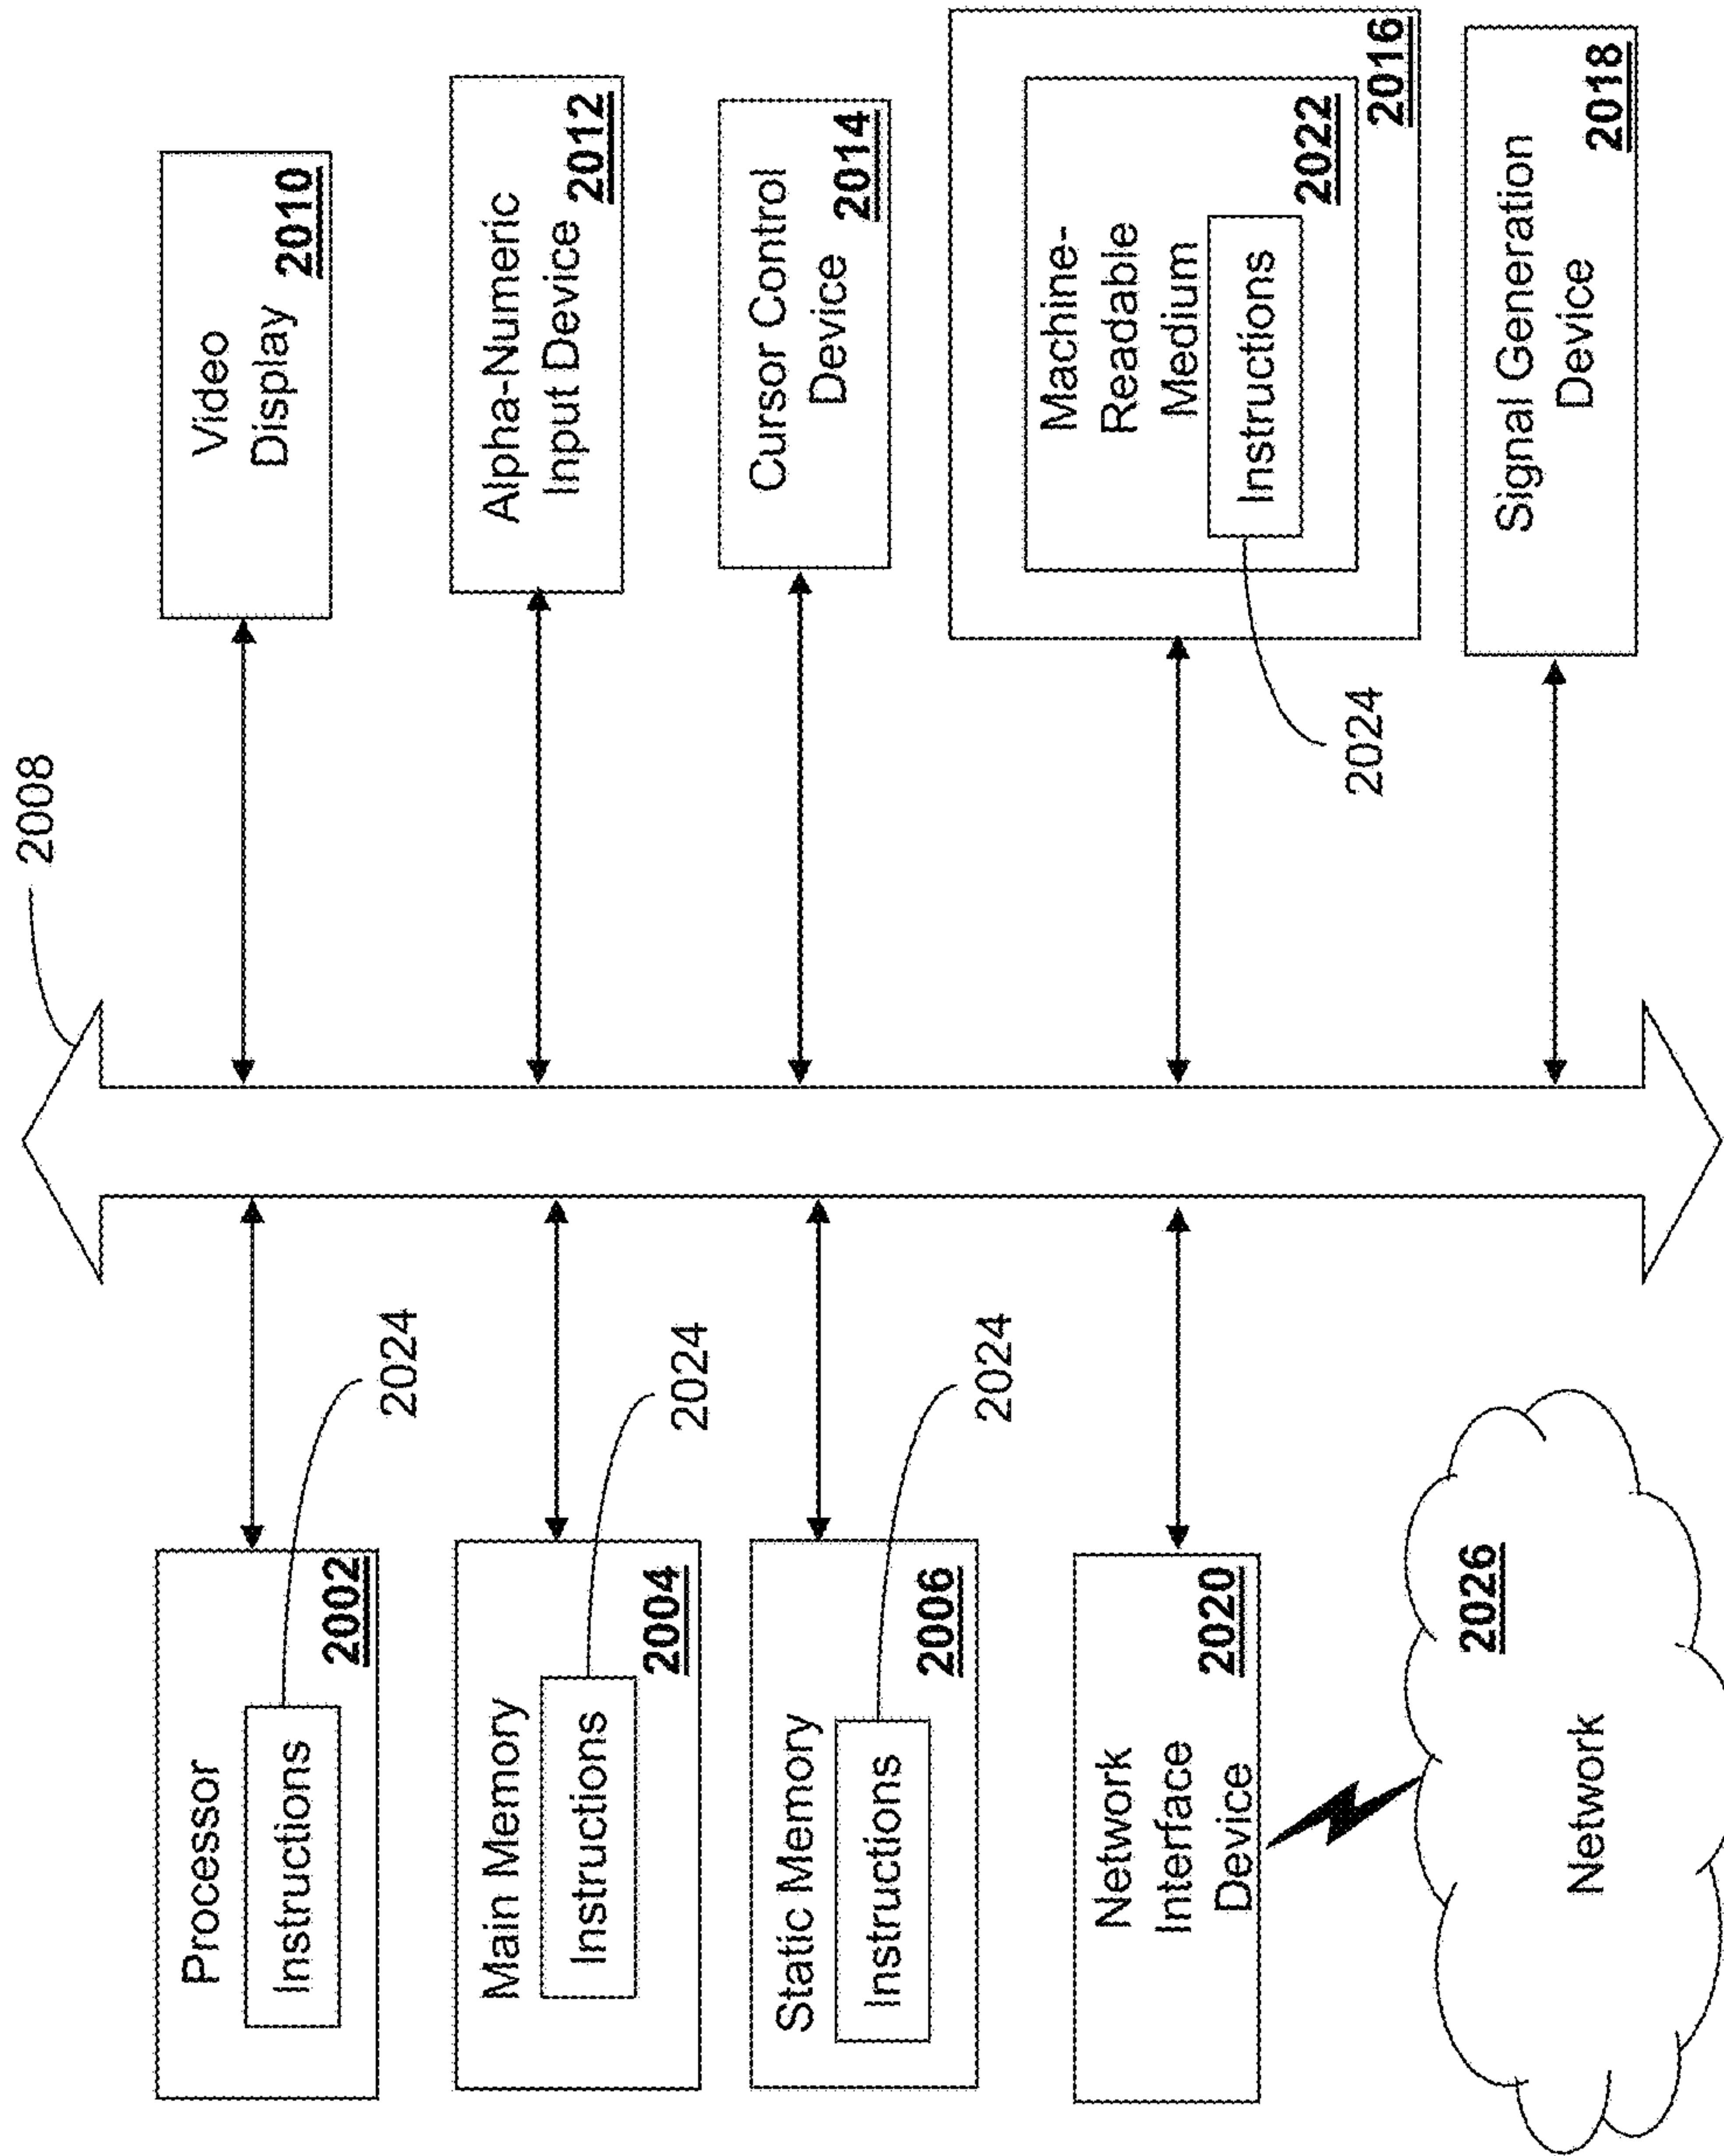 Processor
Instructions
2002
2024
Main Memory
Instructions
2004
2024
Static Memory
Instructions
2006
2024
Network
Interface
Device
2020
2026
Network
2008
Video
Display
2010
Alpha-Numeric
Input Device
2012
Cursor Control
Device
2014
Machine-
Readable
Medium
2022
Instructions
2016
2024
Signal Generation
Device
2018